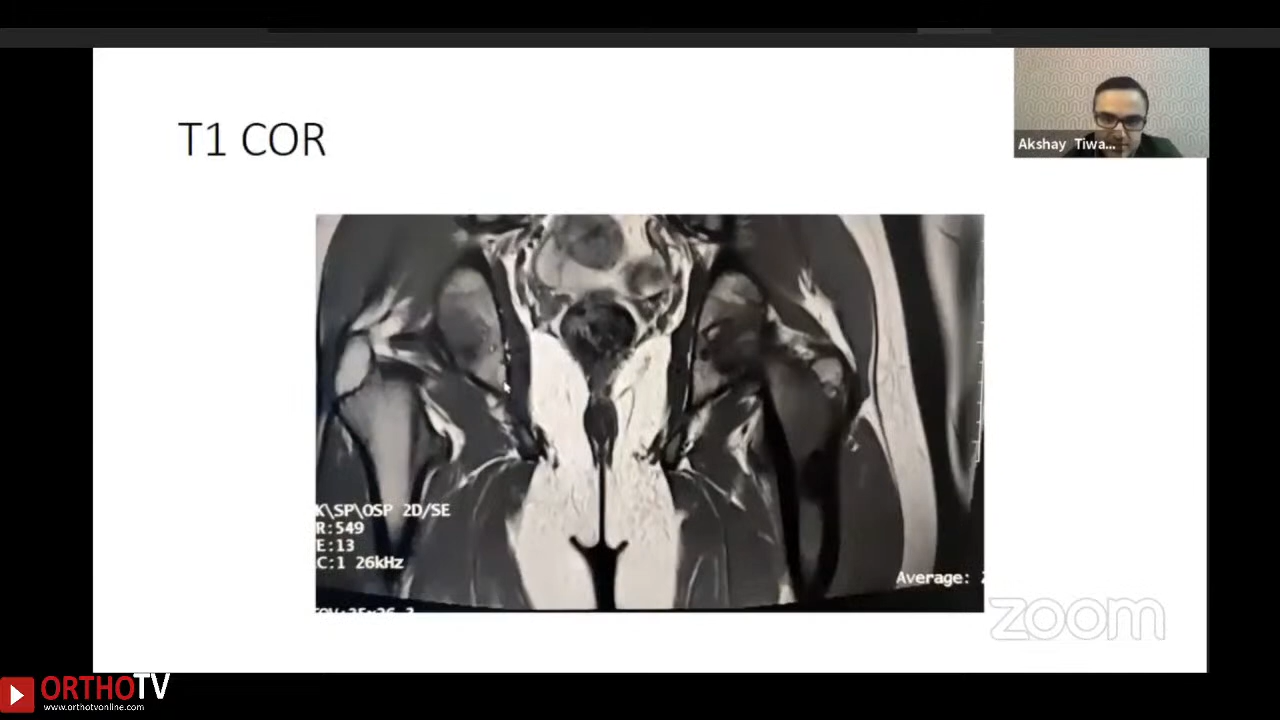 T1 COR
Akshay Tiwa...
K\SP\OSP 2D/SE
R:549
E:13
C:1 26kHz
Average:
zoom
ORTHOTV
www.orthotvonline.com